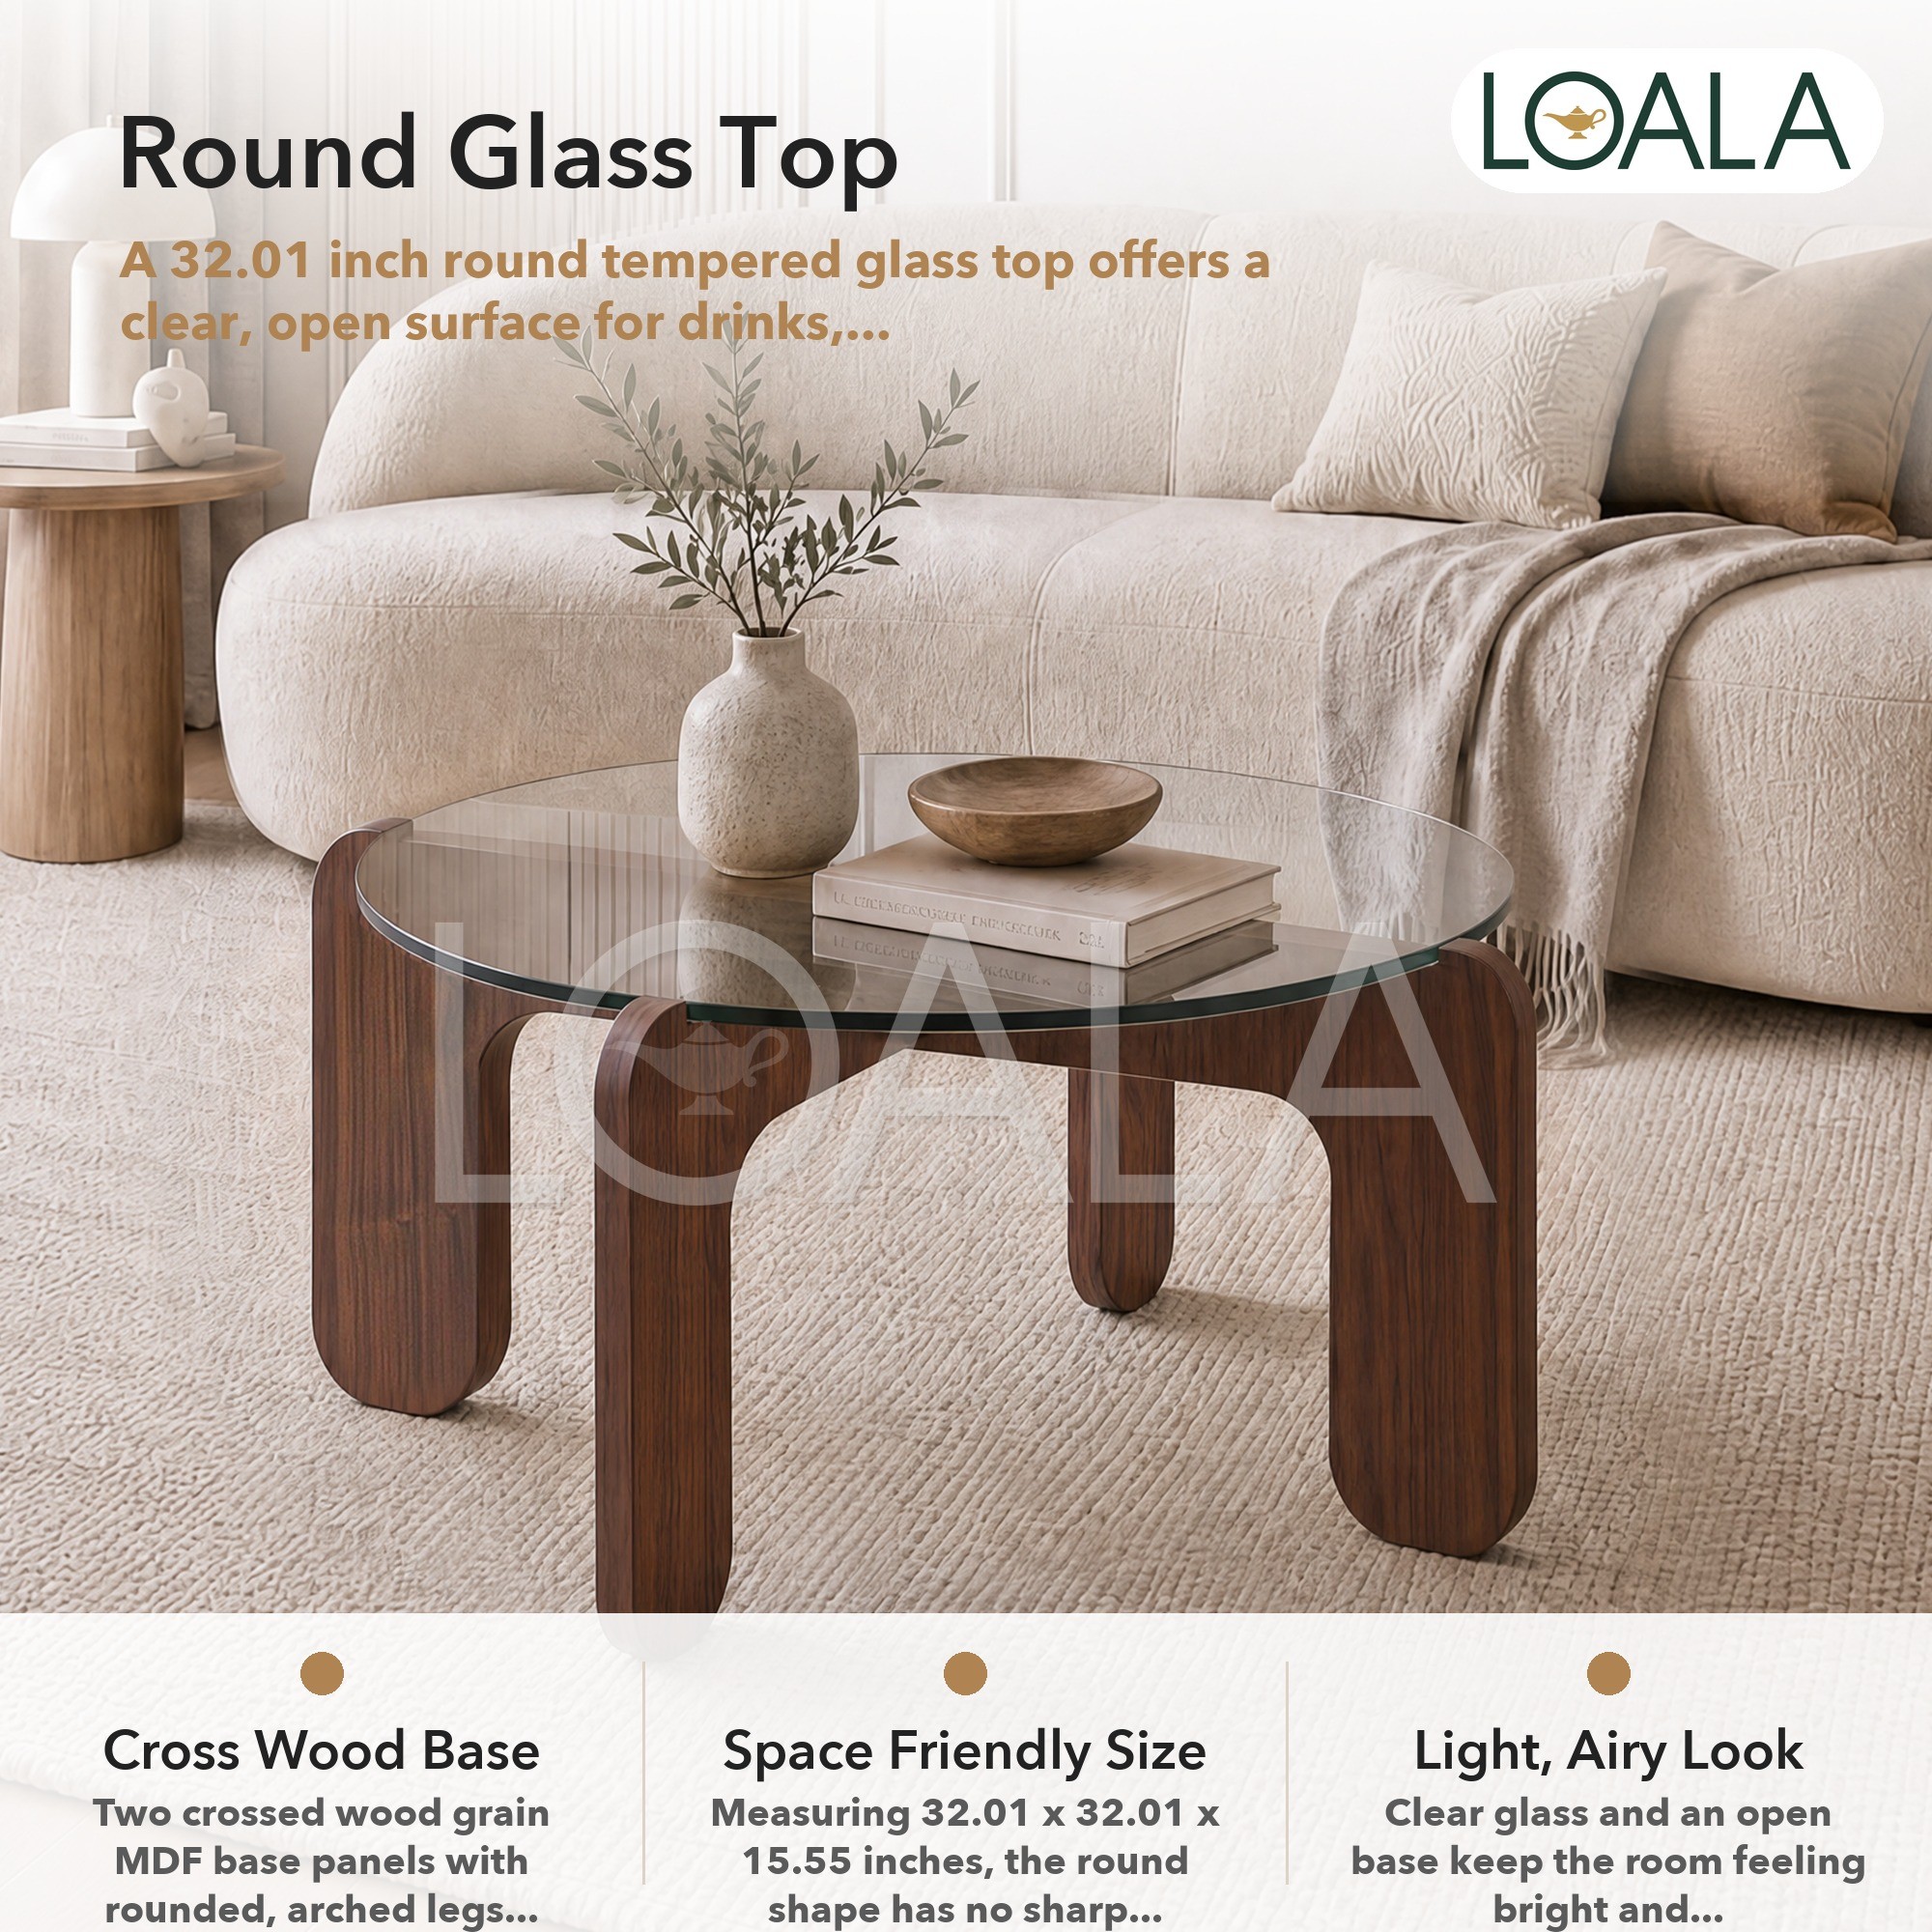 LOALA
Round Glass Top
A 32.01 inch round tempered glass top offers a
clear, open surface for drinks,...
LOALA
Cross Wood Base
Two crossed wood grain
MDF base panels with
rounded, arched legs...
Space Friendly Size
Measuring 32.01 x 32.01 x
15.55 inches, the round
shape has no sharp...
Light, Airy Look
Clear glass and an open
base keep the room feeling
bright and...